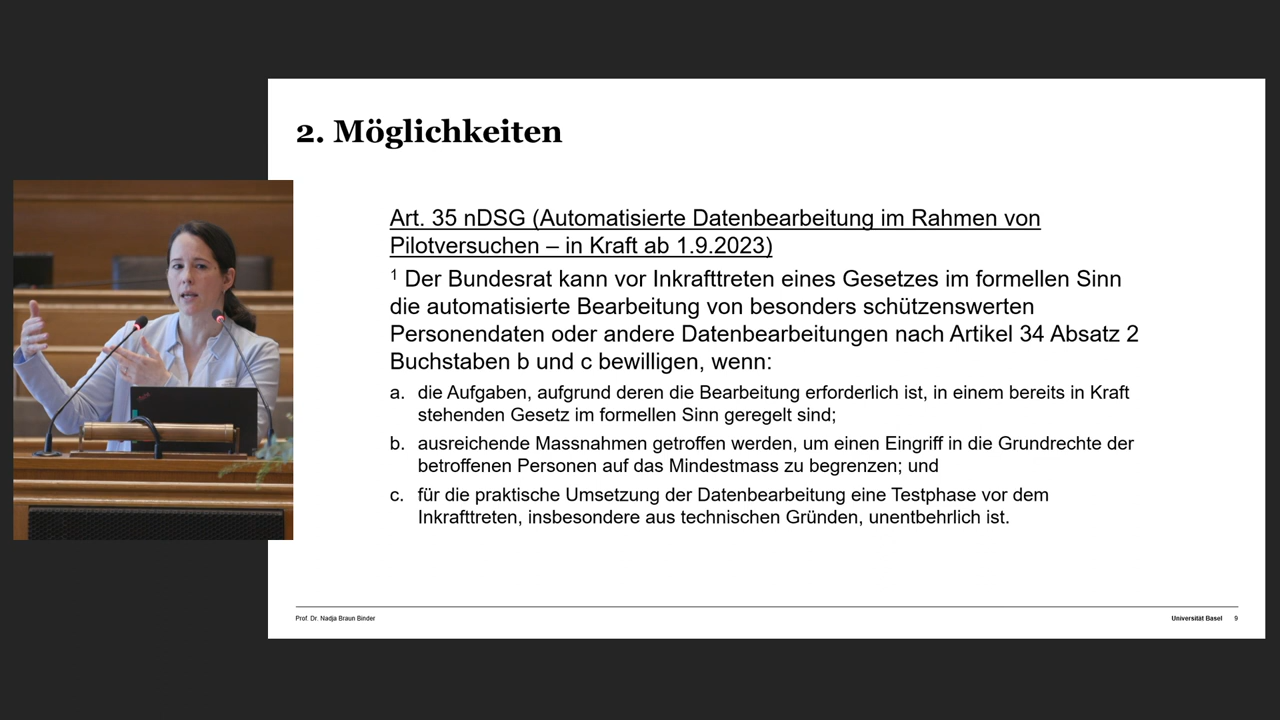 2. Möglichkeiten
Art. 35 nDSG (Automatisierte Datenbearbeitung im Rahmen von
Pilotversuchen – in Kraft ab 1.9.2023)
¹ Der Bundesrat kann vor Inkrafttreten eines Gesetzes im formellen Sinn
die automatisierte Bearbeitung von besonders schützenswerten
Personendaten oder andere Datenbearbeitungen nach Artikel 34 Absatz 2
Buchstaben b und c bewilligen, wenn:
a. die Aufgaben, aufgrund deren die Bearbeitung erforderlich ist, in einem bereits in Kraft
stehenden Gesetz im formellen Sinn geregelt sind;
b. ausreichende Massnahmen getroffen werden, um einen Eingriff in die Grundrechte der
betroffenen Personen auf das Mindestmass zu begrenzen; und
c. für die praktische Umsetzung der Datenbearbeitung eine Testphase vor dem
Inkrafttreten, insbesondere aus technischen Gründen, unentbehrlich ist.
Prof. Dr. Nadja Braun Binder
Universität Basel 9